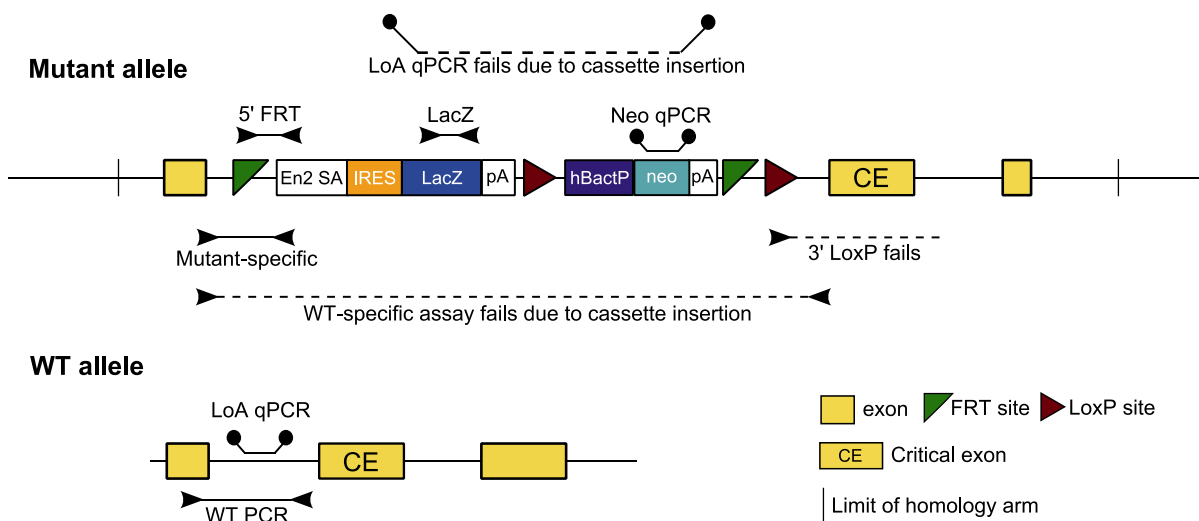 Mutant allele
LoA qPCR fails due to cassette insertion
5' FRT
LacZ
Neo qPCR
En2 SA
IRES
LacZ
pA
hBactP
neo
pA
CE
Mutant-specific
3' LoxP fails
WT-specific assay fails due to cassette insertion
WT allele
LoA qPCR
CE
WT PCR
exon
FRT site
LoxP site
CE
Critical exon
Limit of homology arm